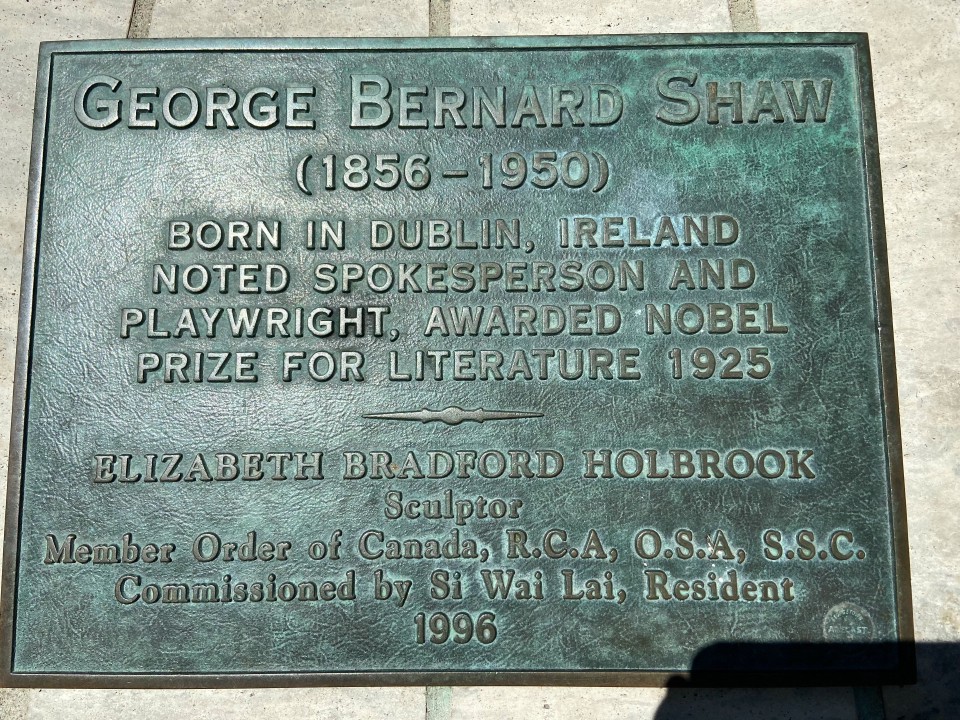 GEORGE BERNARD SHAW
(1856 – 1950)
BORN IN DUBLIN, IRELAND
NOTED SPOKESPERSON AND
PLAYWRIGHT, AWARDED NOBEL
PRIZE FOR LITERATURE 1925
ELIZABETH BRADFORD HOLBROOK
Sculptor
Member Order of Canada, R.C.A, O.S.A, S.S.C.
Commissioned by Si Wai Lai, Resident
1996